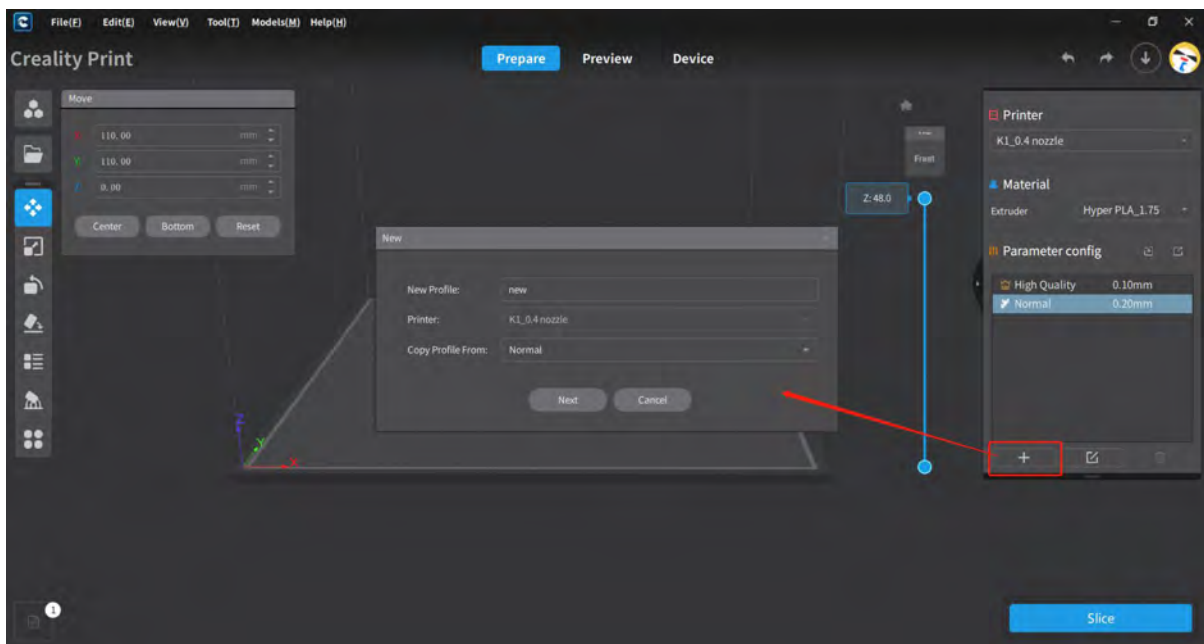 File(F) Edit(E) View(V) Tool(T) Models(M) Help(H)
Creality Print
Prepare Preview Device
Move
X: 110.00 mm
Y: 110.00 mm
Z: 0.00 mm
Center Bottom Reset
Front
Z: 48.0
New
New Profile: new
Printer: K1_0.4 nozzle
Copy Profile From: Normal
Next Cancel
Printer
K1_0.4 nozzle
Material
Extruder Hyper PLA_1.75
Parameter config
High Quality 0.10mm
Normal 0.20mm
Z
Y
X
1
Slice